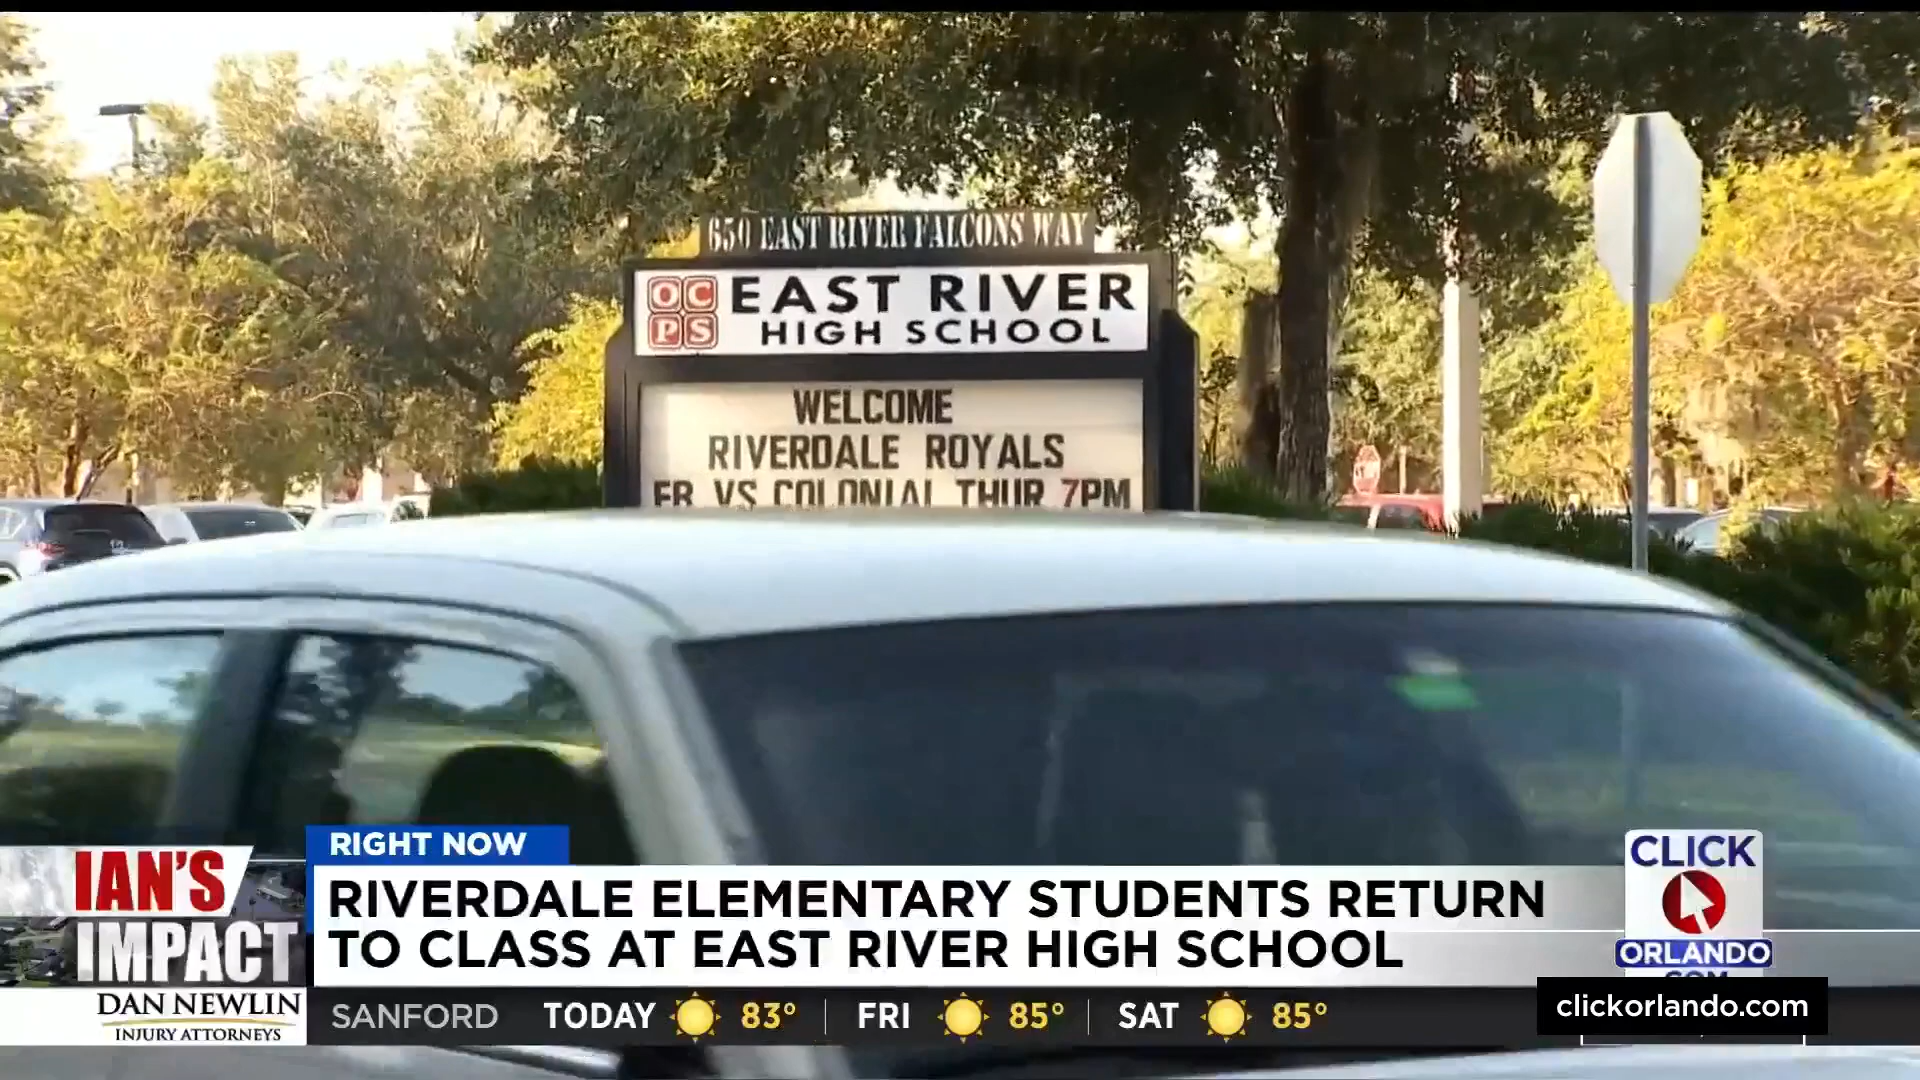 650 EAST RIVER FALCONS WAY
OC
PS
EAST RIVER
HIGH SCHOOL
WELCOME
RIVERDALE ROYALS
ER VS COLONIAL THUR 7PM
RIGHT NOW
RIVERDALE ELEMENTARY STUDENTS RETURN
TO CLASS AT EAST RIVER HIGH SCHOOL
IAN'S
IMPACT
DAN NEWLIN
INJURY ATTORNEYS
CLICK
ORLANDO
.COM
SANFORD TODAY 83° FRI 85° SAT 85°
clickorlando.com